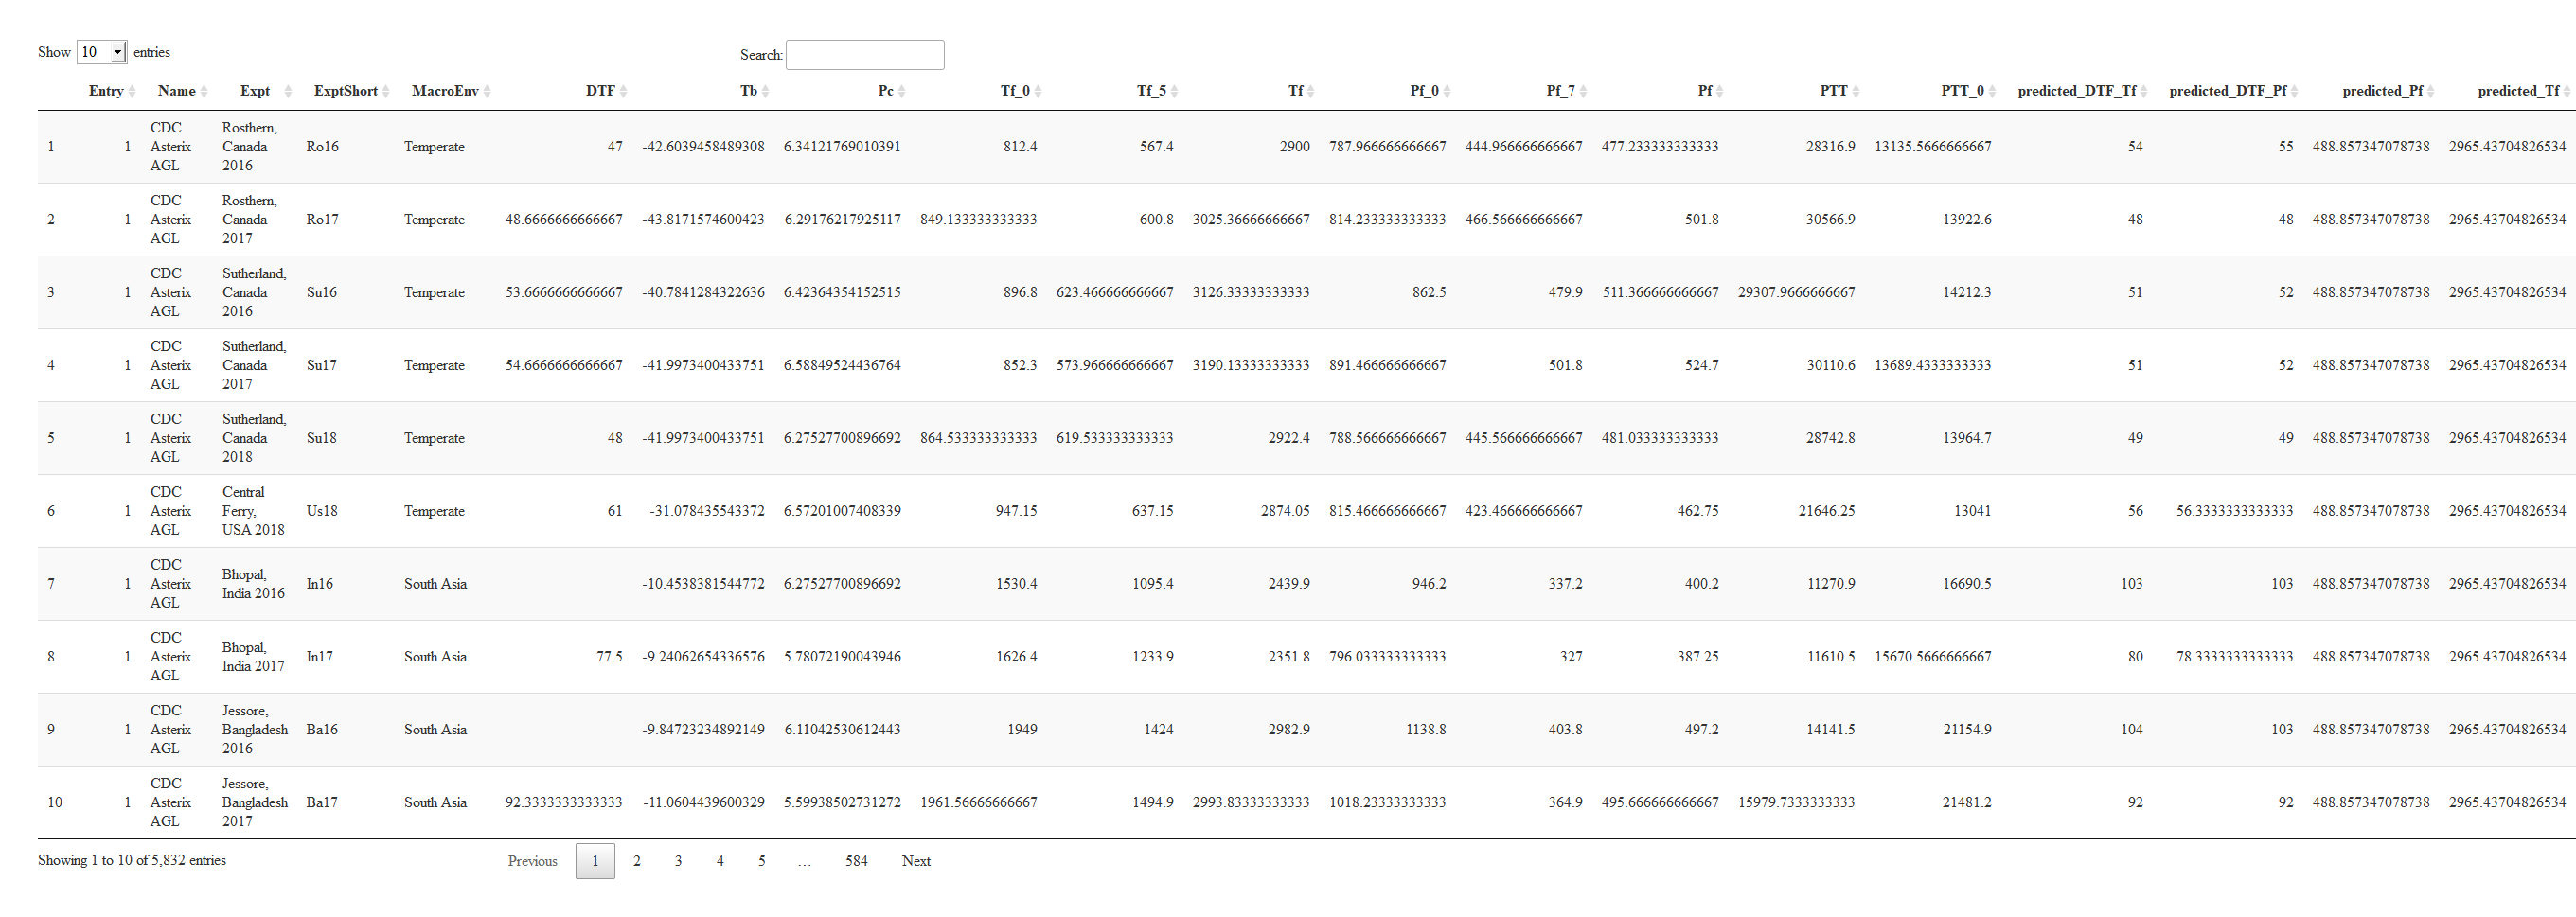 Show 10 entries Search:
Entry Name Expt ExptShort MacroEnv DTF Tb Pc Tf_0 Tf_5 Tf Pf_0 Pf_7 Pf PTT PTT_0 predicted_DTF_Tf predicted_DTF_Pf predicted_Pf predicted_Tf
1 1 CDC Asterix AGL Rosthern, Canada 2016 Ro16 Temperate 47 -42.6039458489308 6.34121769010391 812.4 567.4 2900 787.966666666667 444.966666666667 477.233333333333 28316.9 13135.5666666667 54 55 488.857347078738 2965.43704826534
2 1 CDC Asterix AGL Rosthern, Canada 2017 Ro17 Temperate 48.6666666666667 -43.8171574600423 6.29176217925117 849.133333333333 600.8 3025.36666666667 814.233333333333 466.566666666667 501.8 30566.9 13922.6 48 48 488.857347078738 2965.43704826534
3 1 CDC Asterix AGL Sutherland, Canada 2016 Su16 Temperate 53.6666666666667 -40.7841284322636 6.42364354152515 896.8 623.466666666667 3126.33333333333 862.5 479.9 511.366666666667 29307.9666666667 14212.3 51 52 488.857347078738 2965.43704826534
4 1 CDC Asterix AGL Sutherland, Canada 2017 Su17 Temperate 54.6666666666667 -41.9973400433751 6.58849524436764 852.3 573.966666666667 3190.13333333333 891.466666666667 501.8 524.7 30110.6 13689.4333333333 51 52 488.857347078738 2965.43704826534
5 1 CDC Asterix AGL Sutherland, Canada 2018 Su18 Temperate 48 -41.9973400433751 6.27527700896692 864.533333333333 619.533333333333 2922.4 788.566666666667 445.566666666667 481.033333333333 28742.8 13964.7 49 49 488.857347078738 2965.43704826534
6 1 CDC Asterix AGL Central Ferry, USA 2018 Us18 Temperate 61 -31.078435543372 6.57201007408339 947.15 637.15 2874.05 815.466666666667 423.466666666667 462.75 21646.25 13041 56 56.3333333333333 488.857347078738 2965.43704826534
7 1 CDC Asterix AGL Bhopal, India 2016 In16 South Asia -10.4538381544772 6.27527700896692 1530.4 1095.4 2439.9 946.2 337.2 400.2 11270.9 16690.5 103 103 488.857347078738 2965.43704826534
8 1 CDC Asterix AGL Bhopal, India 2017 In17 South Asia 77.5 -9.24062654336576 5.78072190043946 1626.4 1233.9 2351.8 796.033333333333 327 387.25 11610.5 15670.5666666667 80 78.3333333333333 488.857347078738 2965.43704826534
9 1 CDC Asterix AGL Jessore, Bangladesh 2016 Ba16 South Asia -9.84723234892149 6.11042530612443 1949 1424 2982.9 1138.8 403.8 497.2 14141.5 21154.9 104 103 488.857347078738 2965.43704826534
10 1 CDC Asterix AGL Jessore, Bangladesh 2017 Ba17 South Asia 92.3333333333333 -11.0604439600329 5.59938502731272 1961.56666666667 1494.9 2993.83333333333 1018.23333333333 364.9 495.666666666667 15979.7333333333 21481.2 92 92 488.857347078738 2965.43704826534
Showing 1 to 10 of 5,832 entries Previous 1 2 3 4 5 … 584 Next